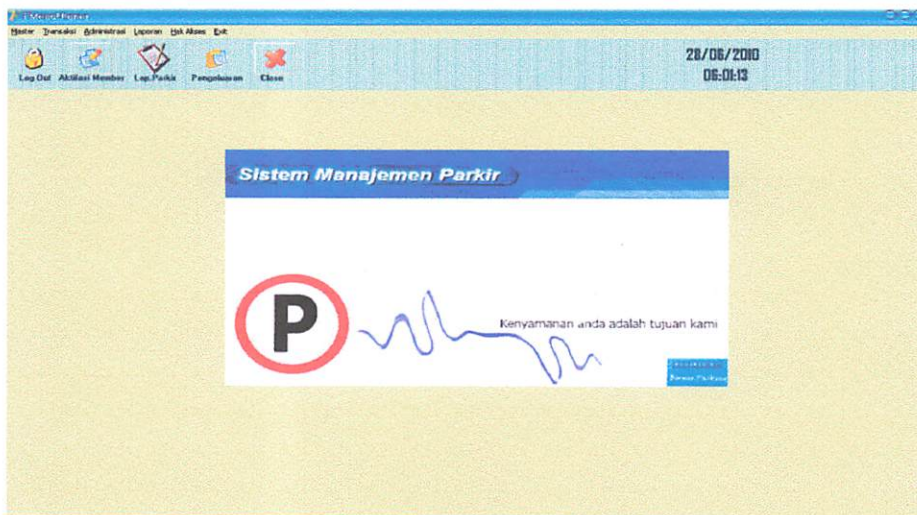 Master Transaksi Administrasi Laporan Hak Akses Exit
Log Out Aktifasi Member Lap.Parkir Pengeluaran Close
28/06/2010
06:01:13
Sistem Manajemen Parkir
P
Kenyamanan anda adalah tujuan kami